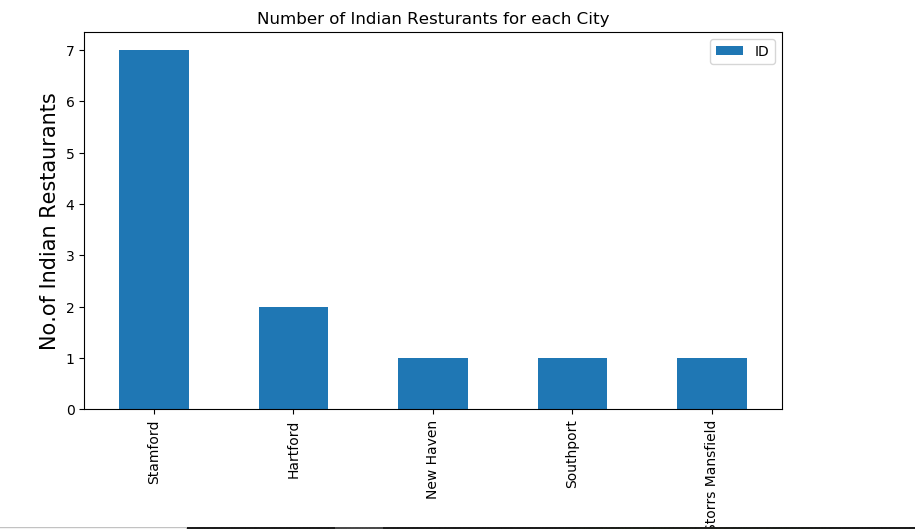 Number of Indian Resturants for each City
ID
No.of Indian Restaurants
7
6
5
4
3
2
1
0
Stamford
Hartford
New Haven
Southport
Storrs Mansfield